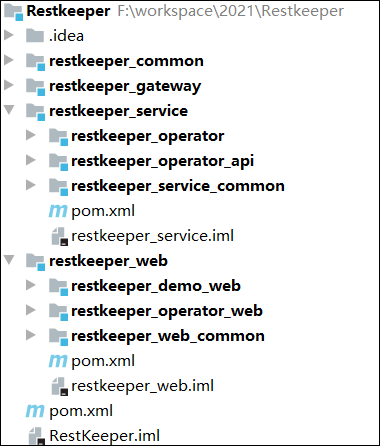 Restkeeper F:\workspace\2021\Restkeeper
.idea
restkeeper_common
restkeeper_gateway
restkeeper_service
restkeeper_operator
restkeeper_operator_api
restkeeper_service_common
pom.xml
restkeeper_service.iml
restkeeper_web
restkeeper_demo_web
restkeeper_operator_web
restkeeper_web_common
pom.xml
restkeeper_web.iml
pom.xml
RestKeeper.iml